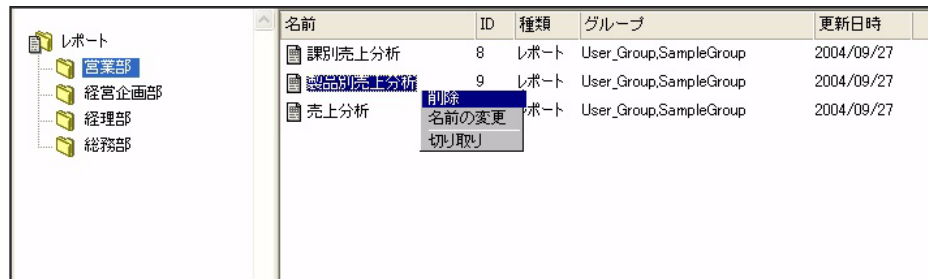 レポート
営業部
経営企画部
経理部
総務部
名前 ID 種類 グループ 更新日時
課別売上分析 8 レポート User_Group,SampleGroup 2004/09/27
製品別売上分析 9 レポート User_Group,SampleGroup 2004/09/27
売上分析 ポート User_Group,SampleGroup 2004/09/27
削除
名前の変更
切り取り